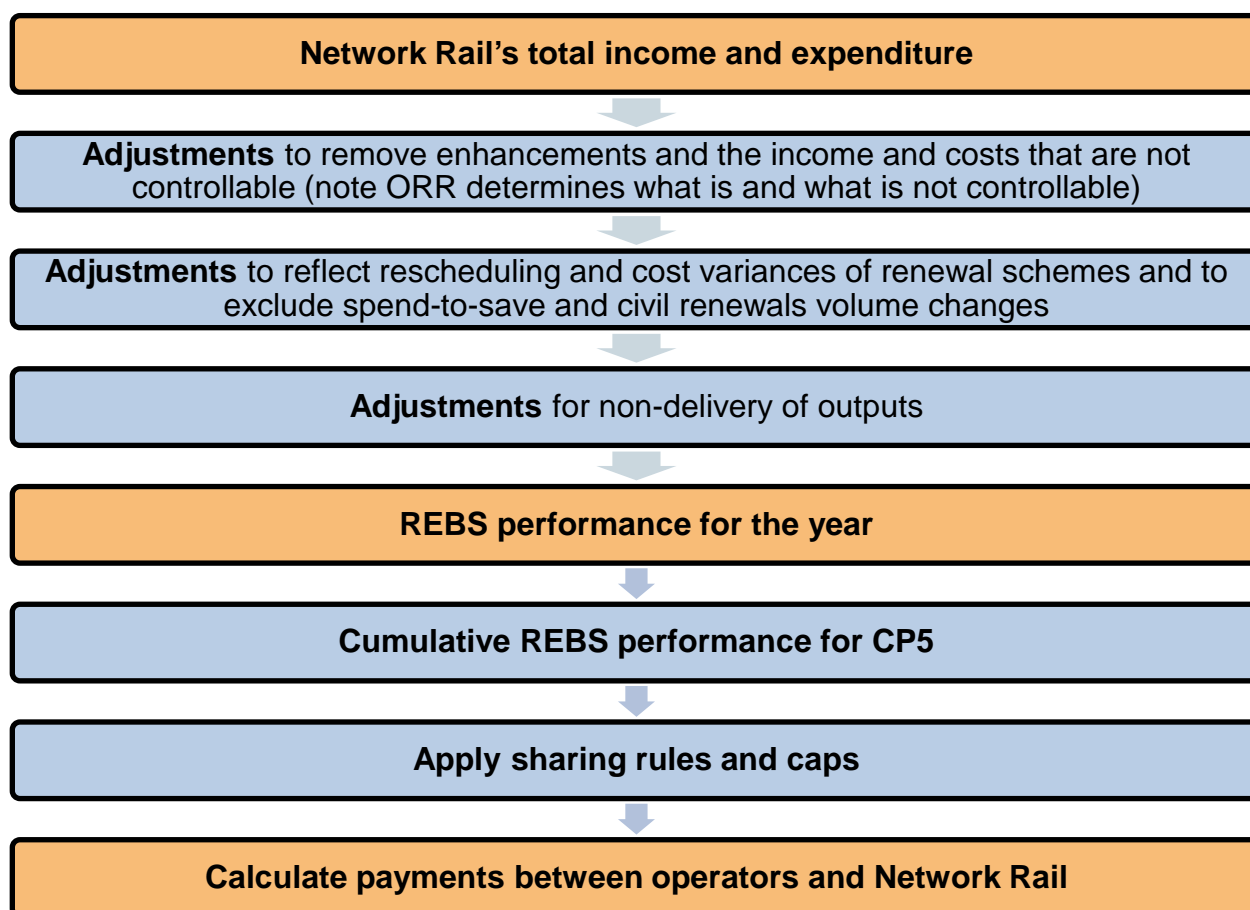 Network Rail's total income and expenditure
Adjustments to remove enhancements and the income and costs that are not
controllable (note ORR determines what is and what is not controllable)
Adjustments to reflect rescheduling and cost variances of renewal schemes and to
exclude spend-to-save and civil renewals volume changes
Adjustments for non-delivery of outputs
REBS performance for the year
Cumulative REBS performance for CP5
Apply sharing rules and caps
Calculate payments between operators and Network Rail